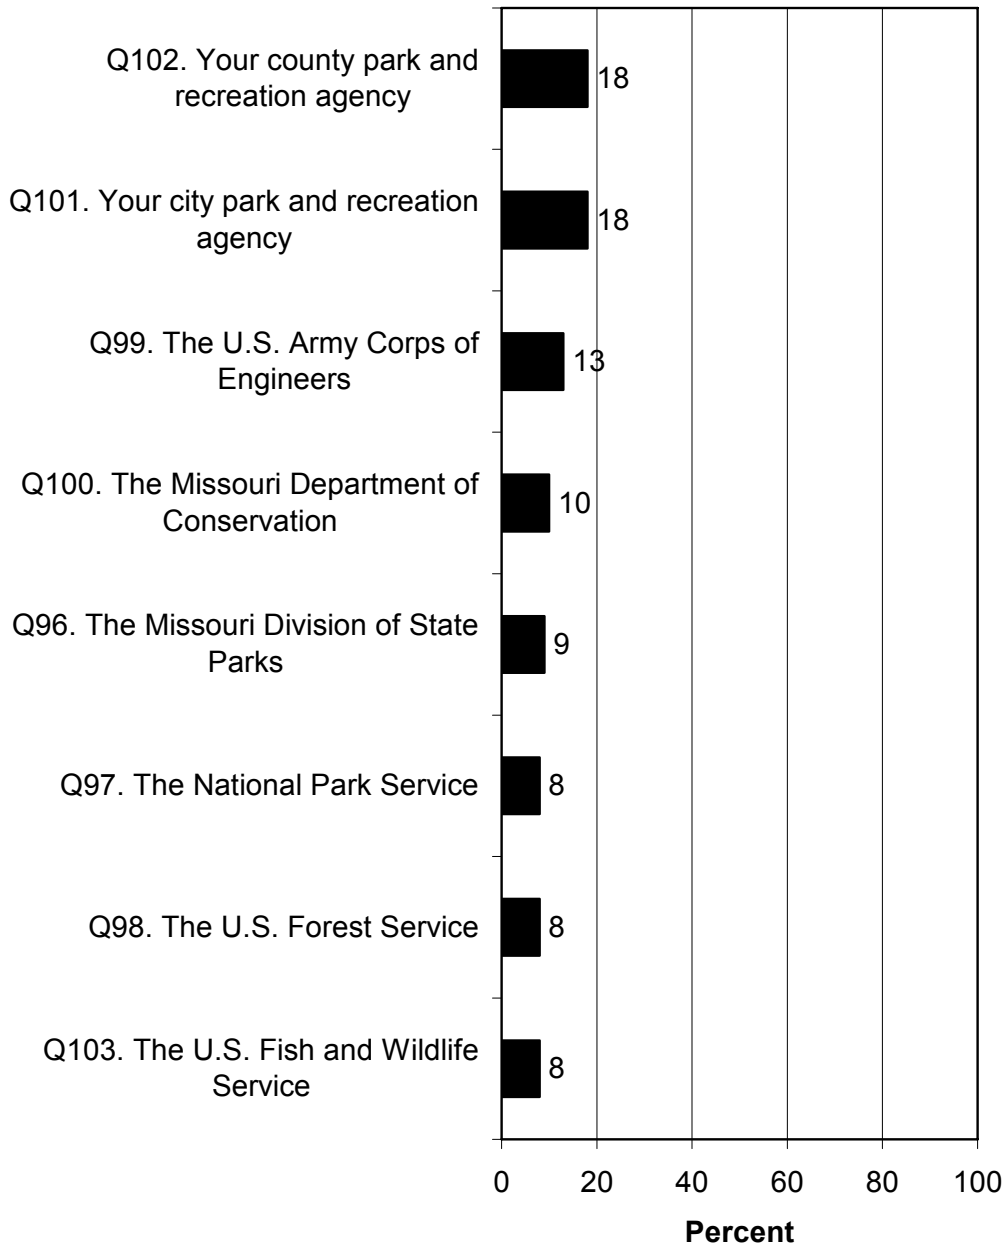 Q102. Your county park and
recreation agency
18
Q101. Your city park and recreation
agency
18
Q99. The U.S. Army Corps of
Engineers
13
Q100. The Missouri Department of
Conservation
10
Q96. The Missouri Division of State
Parks
9
Q97. The National Park Service
8
Q98. The U.S. Forest Service
8
Q103. The U.S. Fish and Wildlife
Service
8
0 20 40 60 80 100
Percent